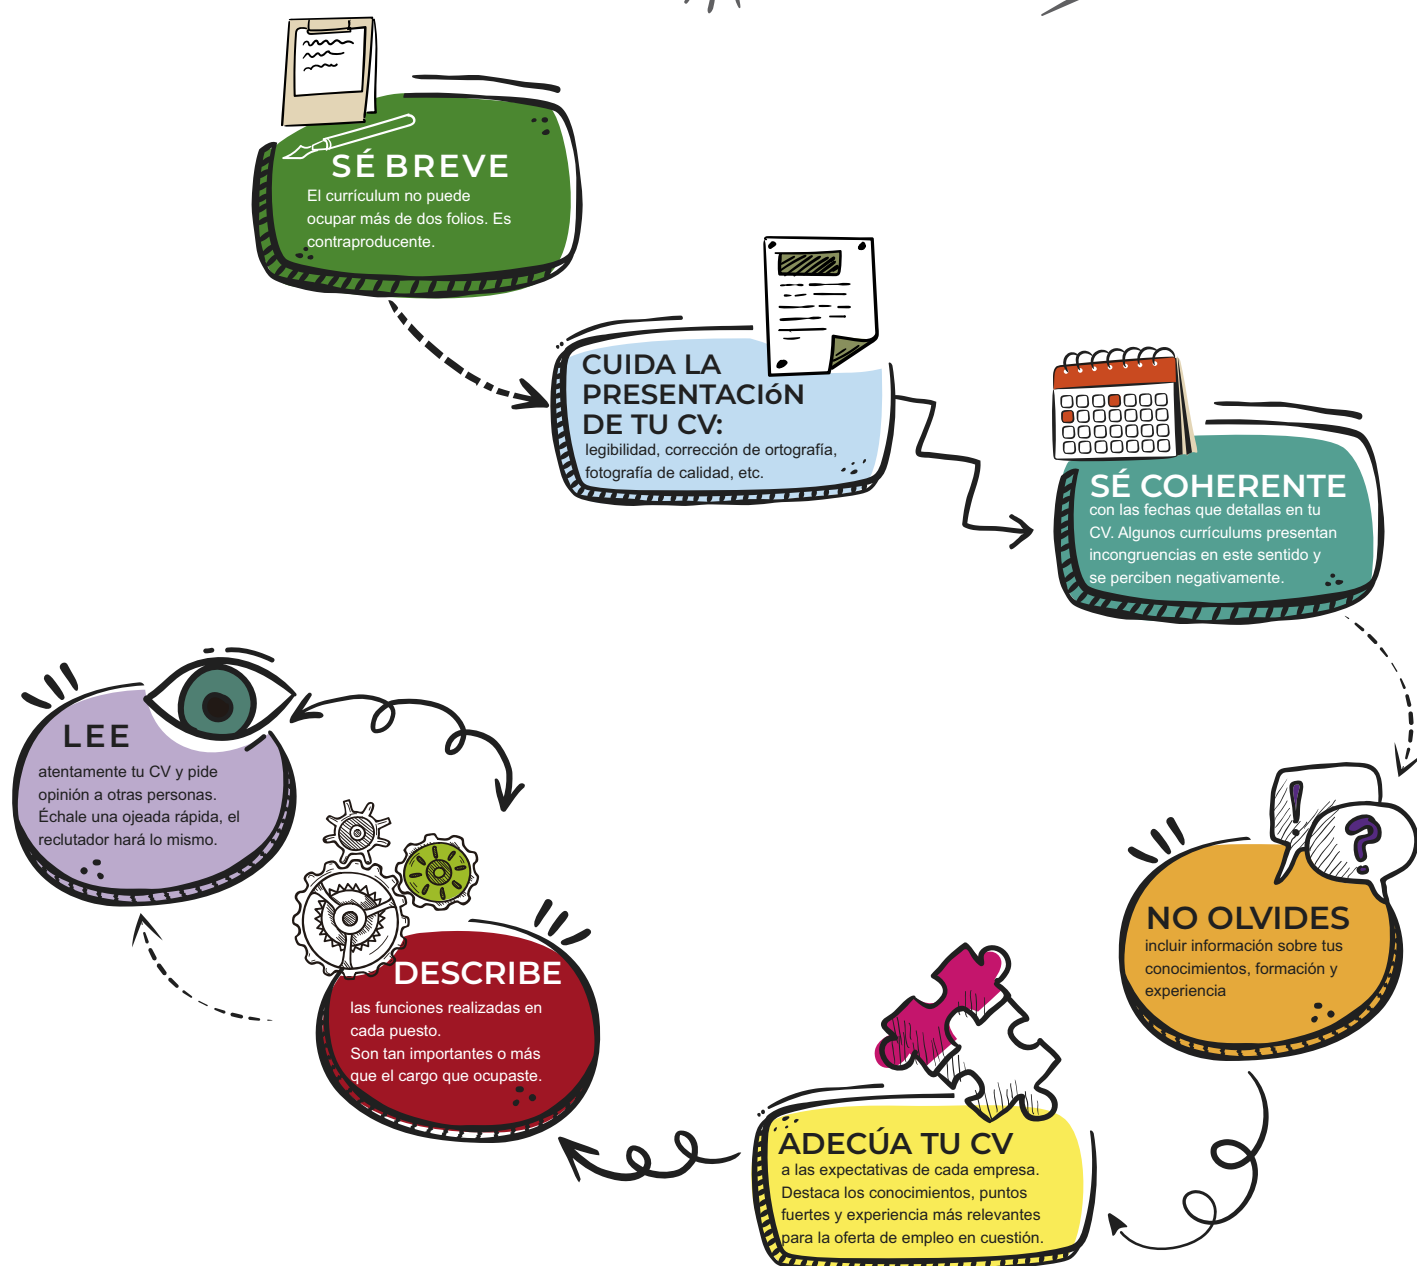 SÉ BREVE
El currículum no puede
ocupar más de dos folios. Es
contraproducente.
CUIDA LA
PRESENTACIóN
DE TU CV:
legibilidad, corrección de ortografía,
fotografía de calidad, etc.
SÉ COHERENTE
con las fechas que detallas en tu
CV. Algunos currículums presentan
incongruencias en este sentido y
se perciben negativamente.
NO OLVIDES
incluir información sobre tus
conocimientos, formación y
experiencia
ADECÚA TU CV
a las expectativas de cada empresa.
Destaca los conocimientos, puntos
fuertes y experiencia más relevantes
para la oferta de empleo en cuestión.
DESCRIBE
las funciones realizadas en
cada puesto.
Son tan importantes o más
que el cargo que ocupaste.
LEE
atentamente tu CV y pide
opinión a otras personas.
Échale una ojeada rápida, el
reclutador hará lo mismo.